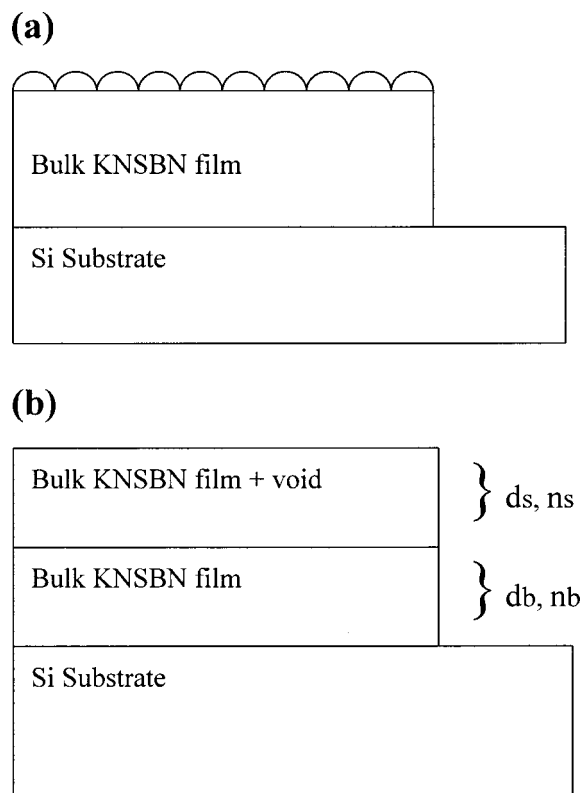 (a)
Bulk KNSBN film
Si Substrate
(b)
Bulk KNSBN film + void
} ds, ns
Bulk KNSBN film
} db, nb
Si Substrate